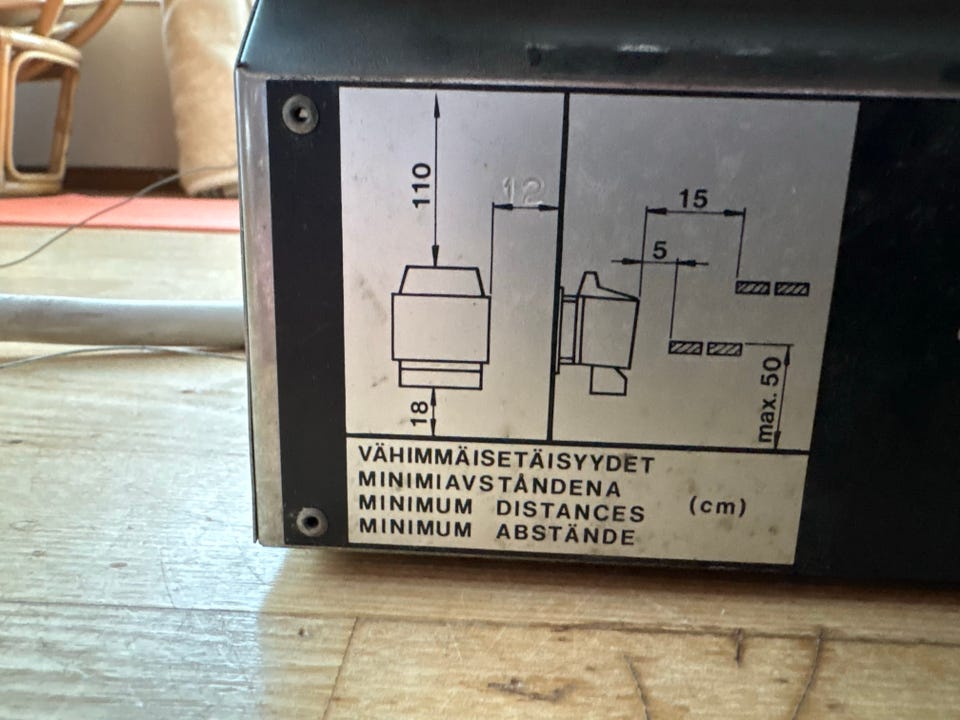 110
12
18
15
5
max. 50
VÄHIMMÄISETÄISYYDET
MINIMIAVSTÅNDENA
MINIMUM DISTANCES
MINIMUM ABSTÄNDE
(cm)